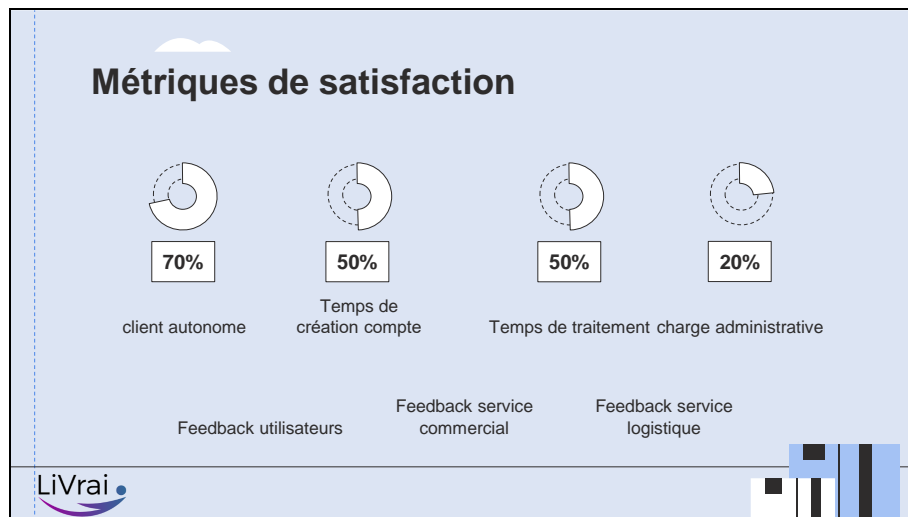 Métriques de satisfaction
70%
50%
50%
20%
client autonome
Temps de
création compte
Temps de traitement
charge administrative
Feedback utilisateurs
Feedback service
commercial
Feedback service
logistique
LiVrai